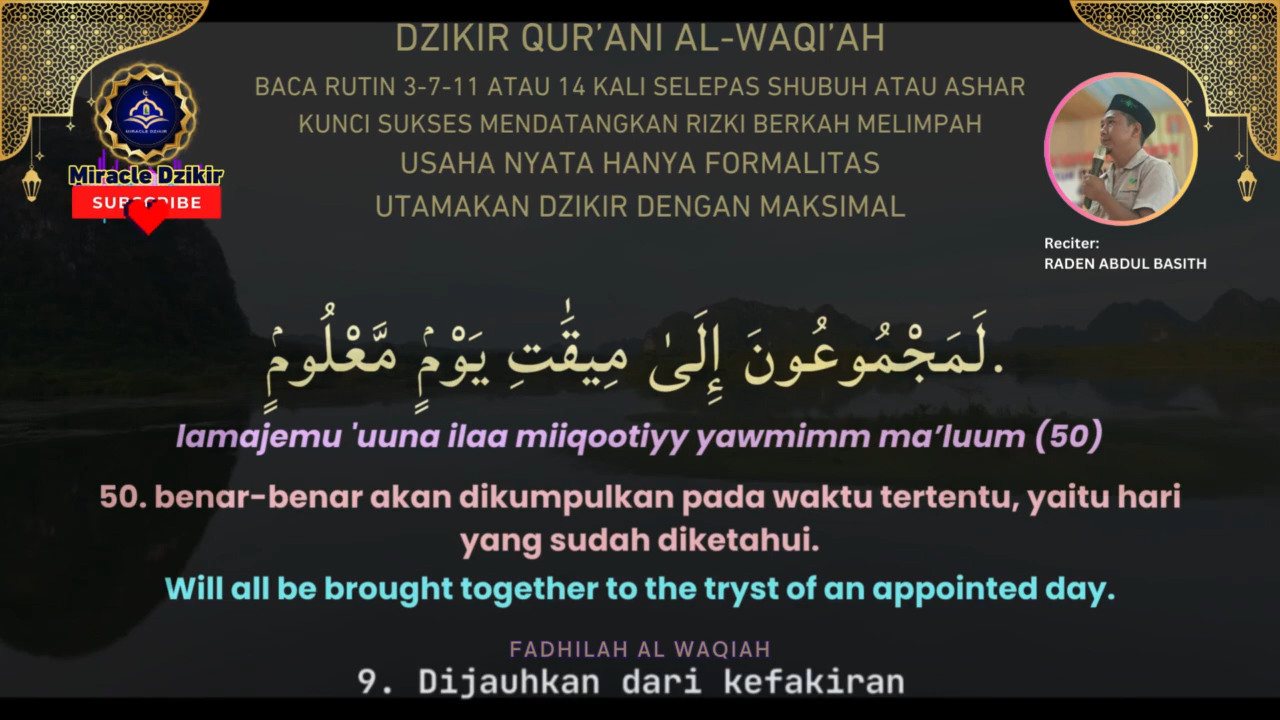 DZIKIR QUR’ANI AL-WAQI’AH
BACA RUTIN 3-7-11 ATAU 14 KALI SELEPAS SHUBUH ATAU ASHAR
KUNCI SUKSES MENDATANGKAN RIZKI BERKAH MELIMPAH
USAHA NYATA HANYA FORMALITAS
UTAMAKAN DZIKIR DENGAN MAKSIMAL
MIRACLE DZIKIR
Miracle Dzikir
SUBSCRIBE
Reciter:
RADEN ABDUL BASITH
لَمَجْمُوعُونَ إِلَىٰ مِيقَٰتِ يَوْمٍۢ مَّعْلُومٍۢ.
lamajemu 'uuna ilaa miiqootiyy yawmimm ma’luum (50)
50. benar-benar akan dikumpulkan pada waktu tertentu, yaitu hari
yang sudah diketahui.
Will all be brought together to the tryst of an appointed day.
FADHILAH AL WAQIAH
9. Dijauhkan dari kefakiran